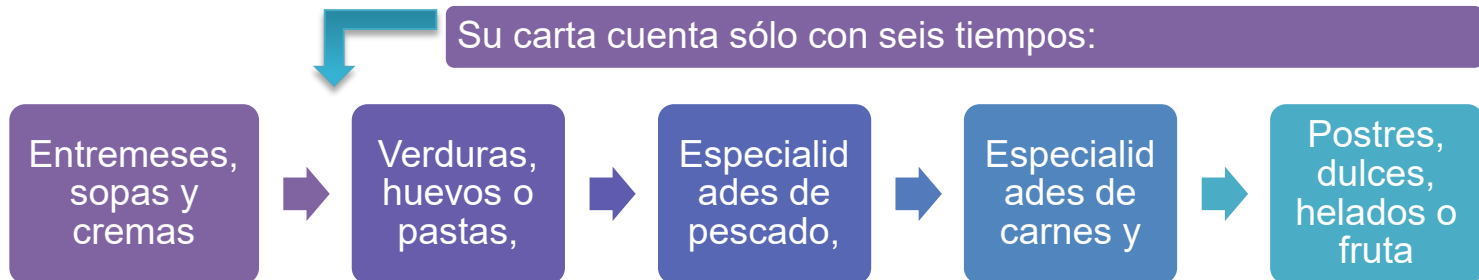 Su carta cuenta sólo con seis tiempos:
Entremeses,
sopas y
cremas
Verduras,
huevos o
pastas,
Especialid
ades de
pescado,
Especialid
ades de
carnes y
Postres,
dulces,
helados o
fruta